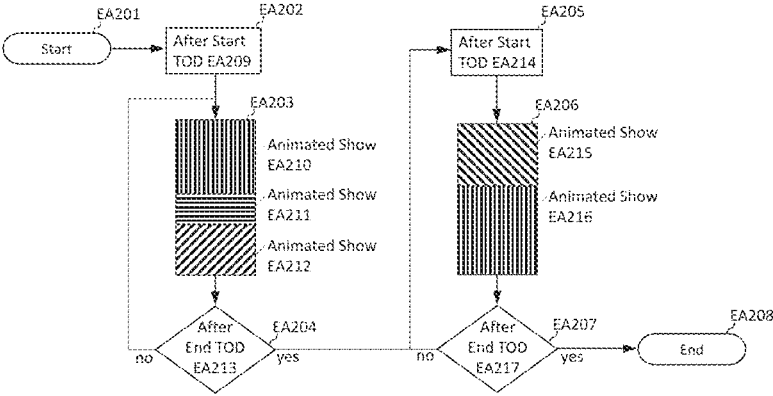 EA201
Start
EA202
After Start
TOD EA209
EA203
Animated Show
EA210
Animated Show
EA211
Animated Show
EA212
After
End TOD
EA213
EA204
no
yes
EA205
After Start
TOD EA214
EA206
Animated Show
EA215
Animated Show
EA216
After
End TOD
EA217
EA207
no
yes
EA208
End